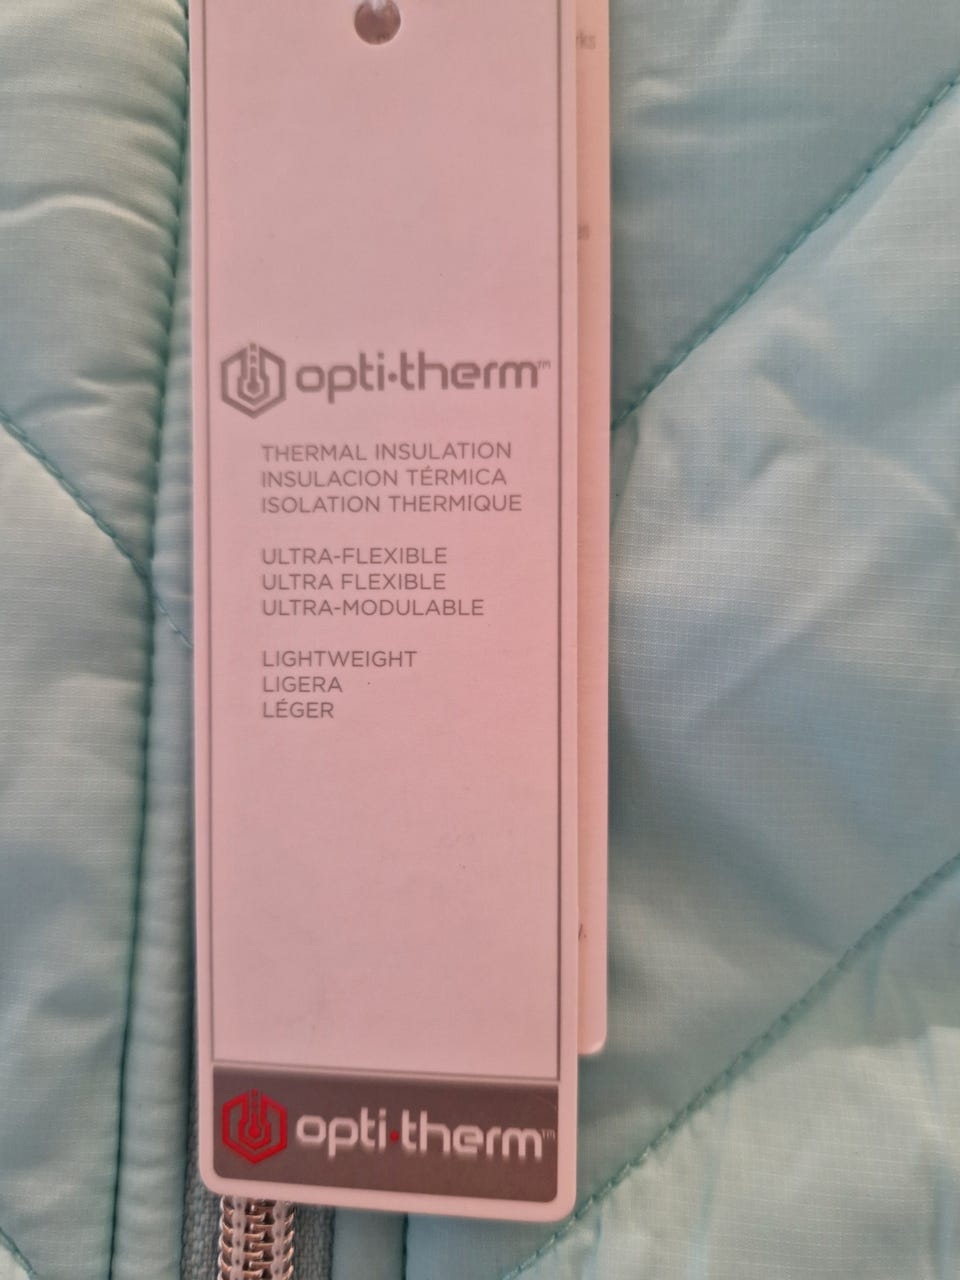 opti·therm™
THERMAL INSULATION
INSULACION TÉRMICA
ISOLATION THERMIQUE
ULTRA-FLEXIBLE
ULTRA FLEXIBLE
ULTRA-MODULABLE
LIGHTWEIGHT
LIGERA
LÉGER
opti·therm™